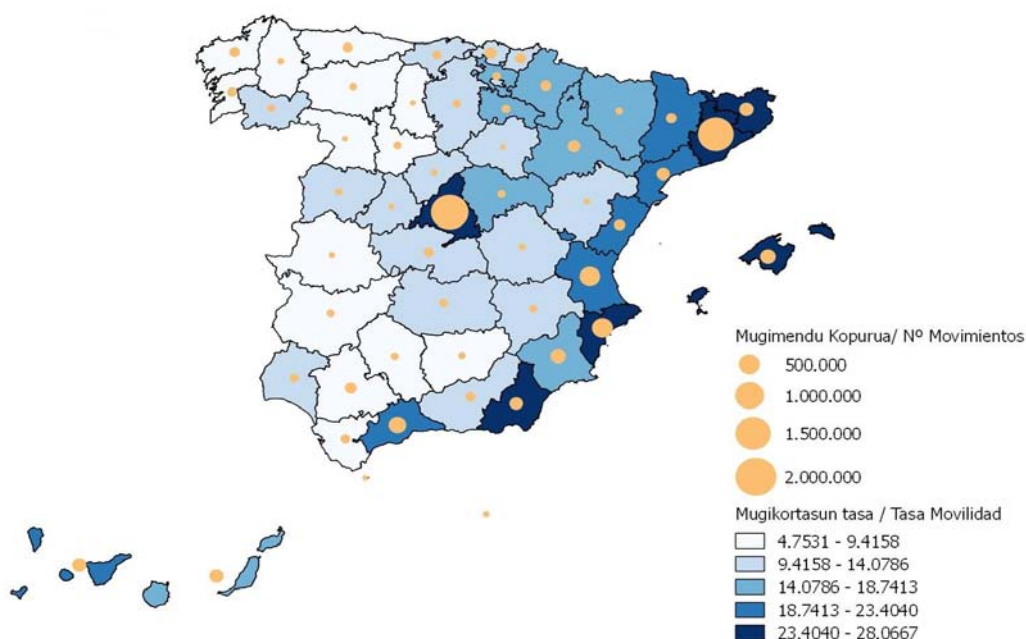 Mugimendu Kopurua/ Nº Movimientos
500.000
1.000.000
1.500.000
2.000.000
Mugikortasun tasa / Tasa Movilidad
4.7531 - 9.4158
9.4158 - 14.0786
14.0786 - 18.7413
18.7413 - 23.4040
23.4040 - 28.0667